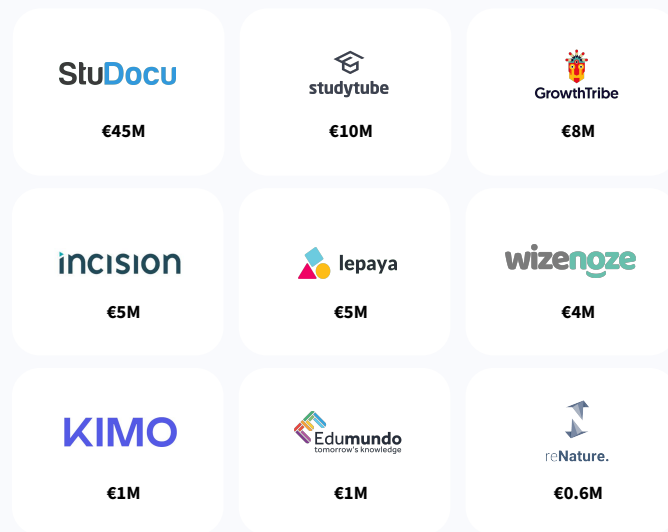 StuDocu
€45M
studytube
€10M
GrowthTribe
€8M
incision
€5M
lepaya
€5M
wizenoze
€4M
KIMO
€1M
Edumundo
tomorrow's knowledge
€1M
reNature.
€0.6M